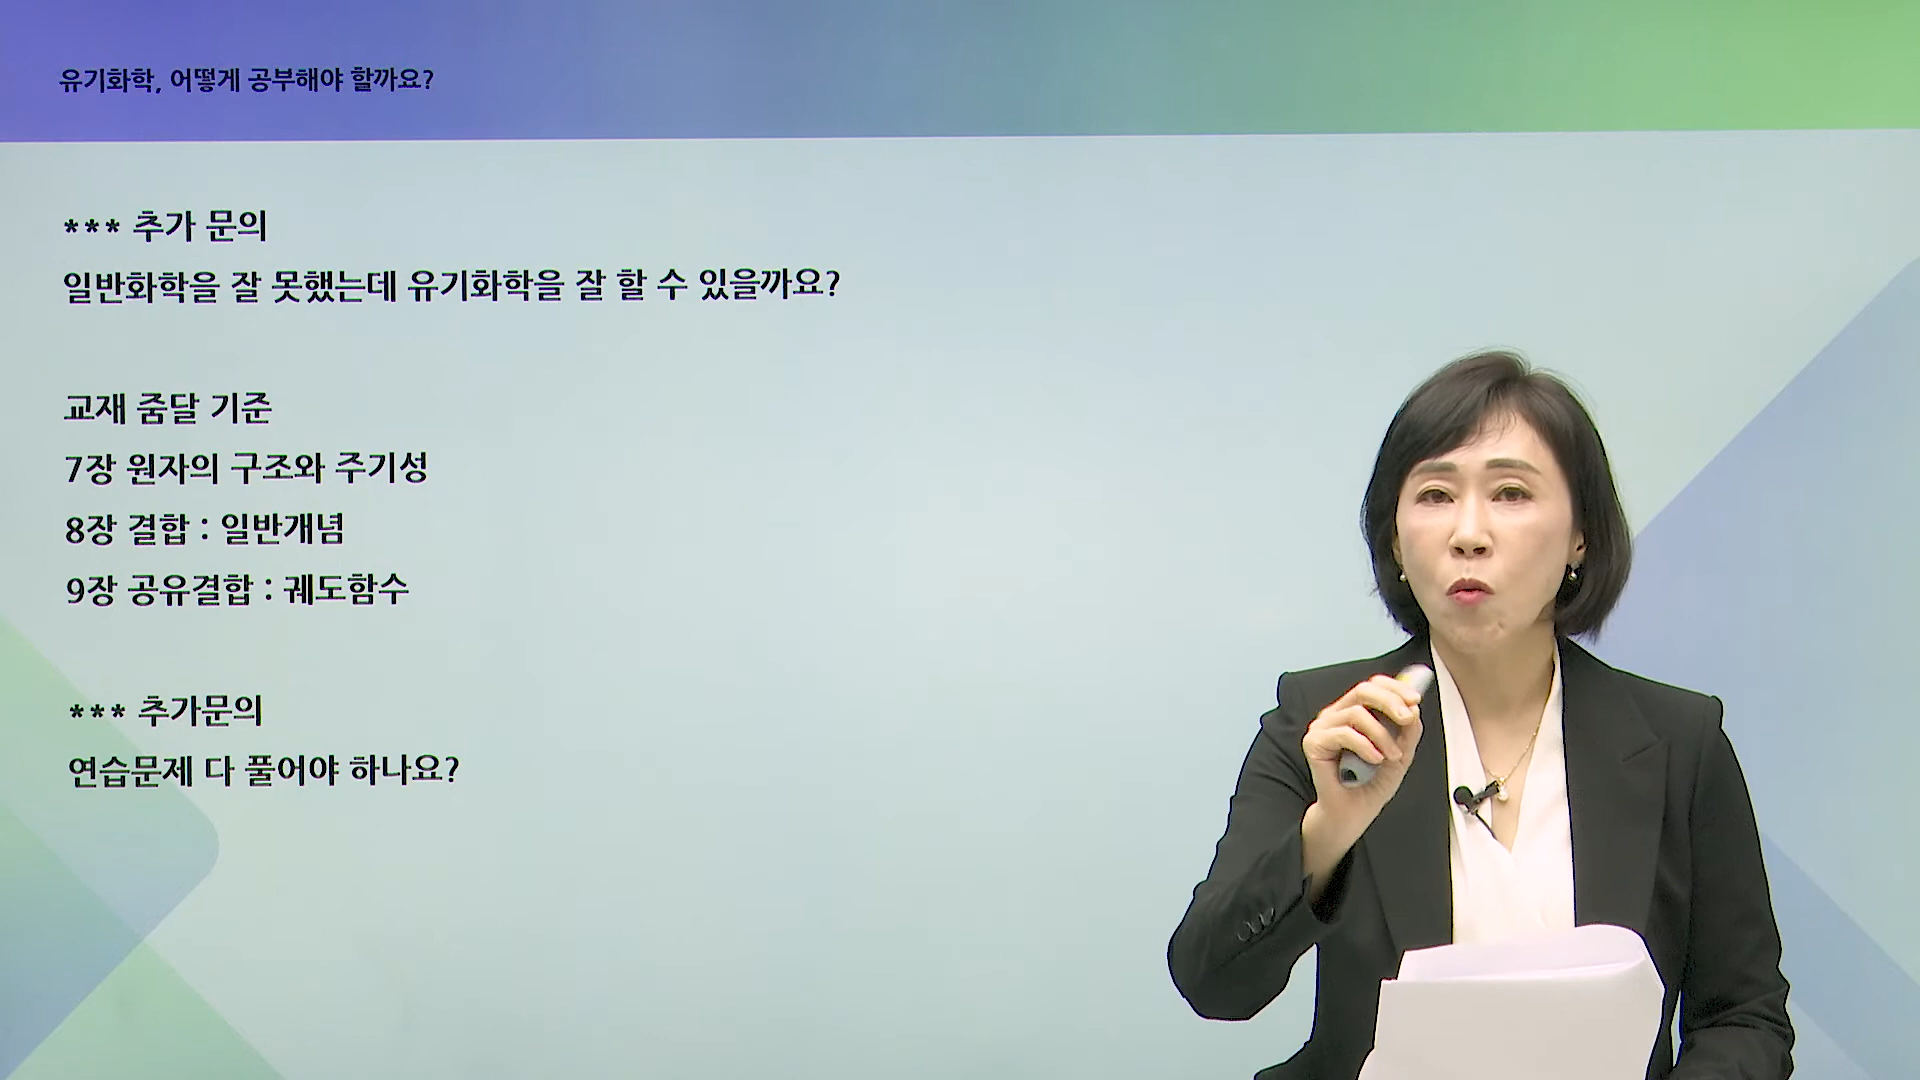 유기화학, 어떻게 공부해야 할까요?
*** 추가 문의
일반화학을 잘 못했는데 유기화학을 잘 할 수 있을까요?
교재 줌달 기준
7장 원자의 구조와 주기성
8장 결합 : 일반개념
9장 공유결합 : 궤도함수
*** 추가문의
연습문제 다 풀어야 하나요?